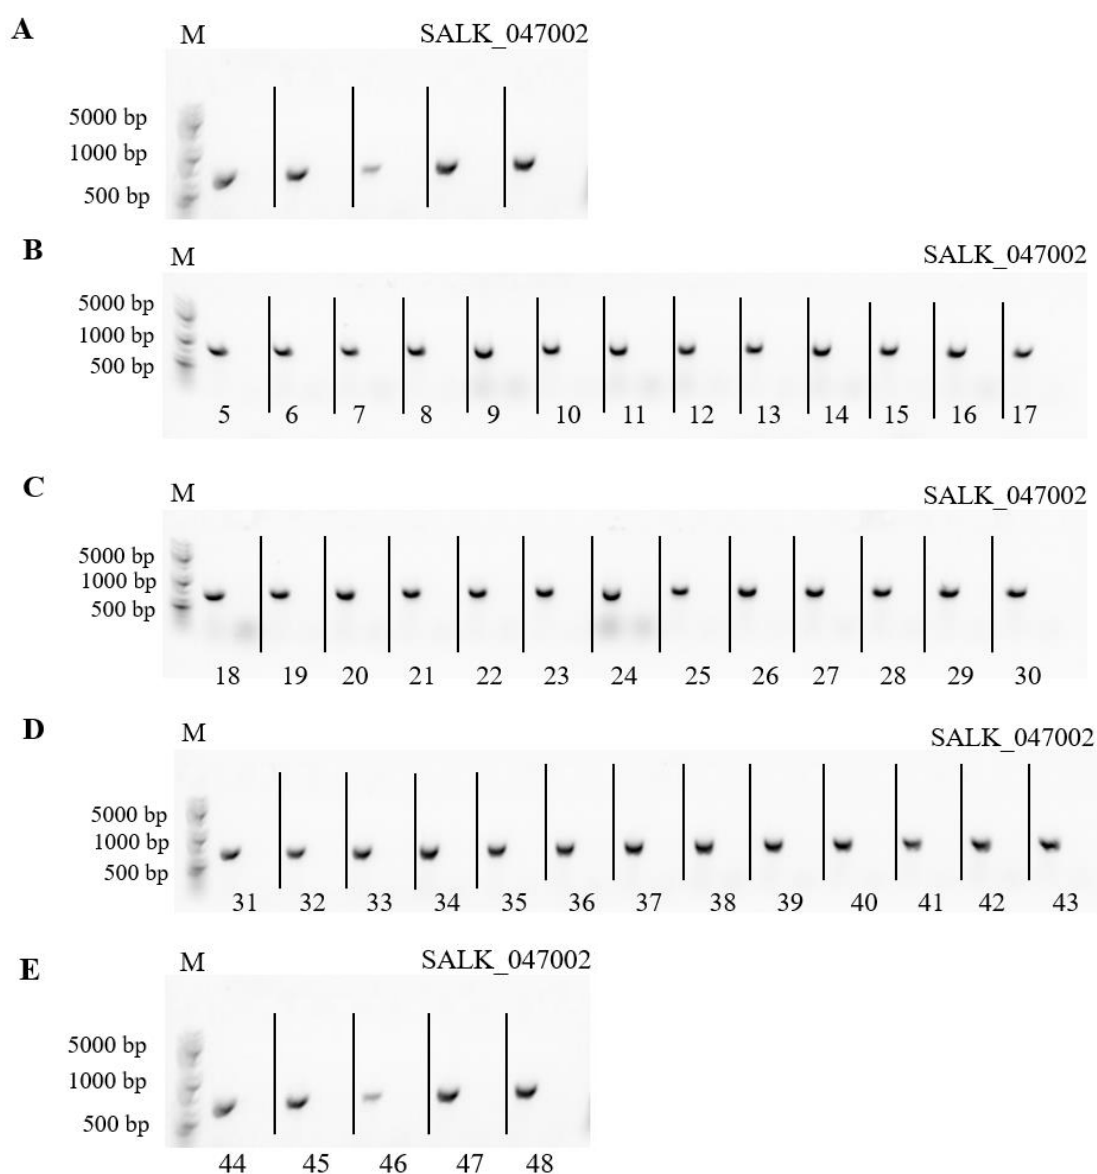 A
M SALK_047002
5000 bp
1000 bp
500 bp
B
M SALK_047002
5000 bp
1000 bp
500 bp
5 6 7 8 9 10 11 12 13 14 15 16 17
C
M SALK_047002
5000 bp
1000 bp
500 bp
18 19 20 21 22 23 24 25 26 27 28 29 30
D
M SALK_047002
5000 bp
1000 bp
500 bp
31 32 33 34 35 36 37 38 39 40 41 42 43
E
M SALK_047002
5000 bp
1000 bp
500 bp
44 45 46 47 48